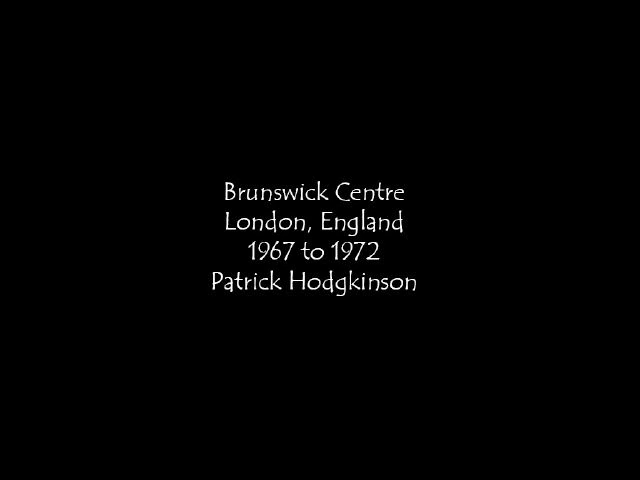 Brunswick Centre
London, England
1967 to 1972
Patrick Hodgkinson